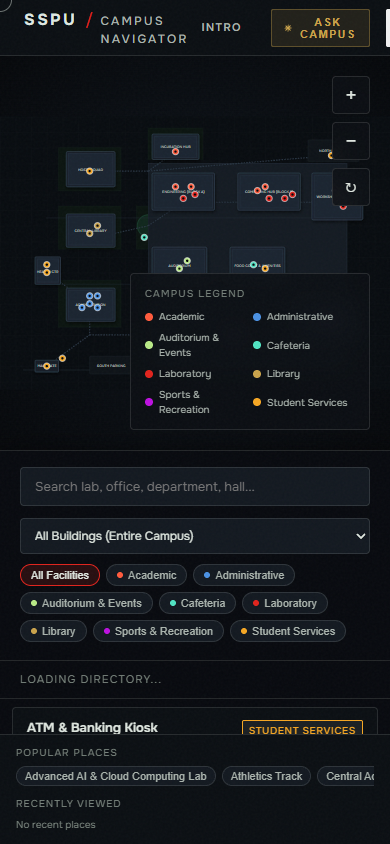 SSPU / CAMPUS NAVIGATOR
INTRO
ASK CAMPUS
+
−
↻
INCUBATION HUB
CAMPUS LEGEND
Academic
Administrative
Auditorium & Events
Cafeteria
Laboratory
Library
Sports & Recreation
Student Services
SOUTH PARKING
Search lab, office, department, hall...
All Buildings (Entire Campus)
All Facilities
Academic
Administrative
Auditorium & Events
Cafeteria
Laboratory
Library
Sports & Recreation
Student Services
LOADING DIRECTORY...
ATM & Banking Kiosk
STUDENT SERVICES
POPULAR PLACES
Advanced AI & Cloud Computing Lab
Athletics Track
Central Ac
RECENTLY VIEWED
No recent places